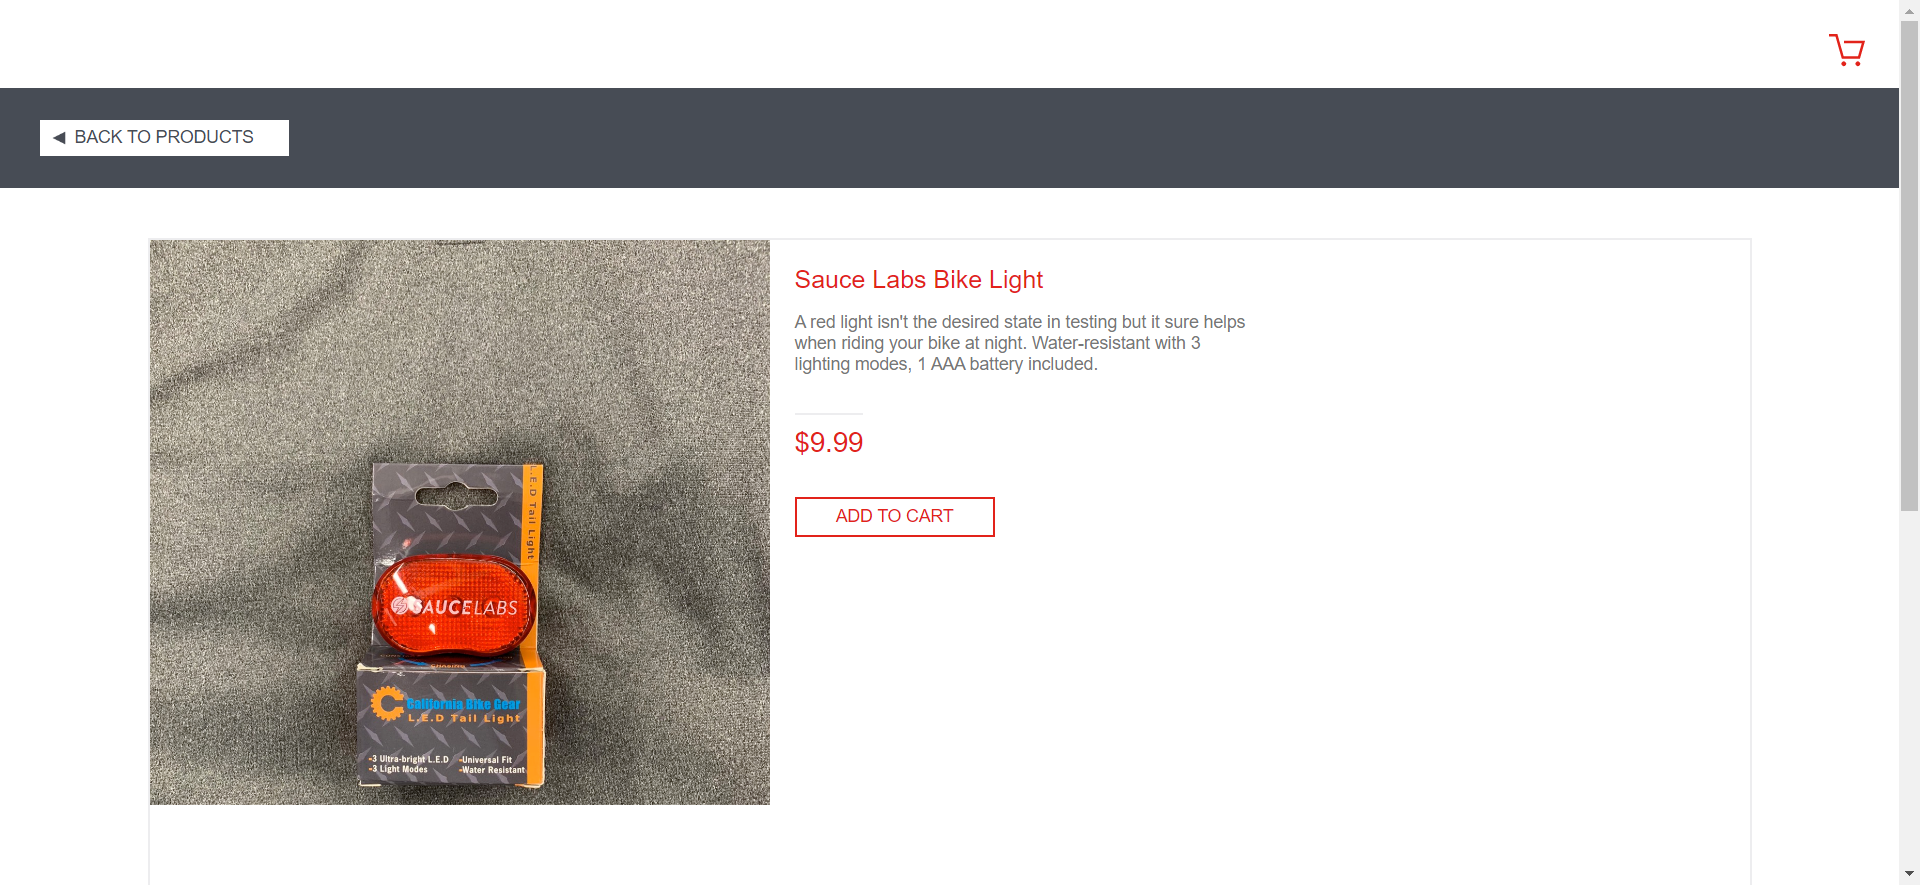 ◀ BACK TO PRODUCTS
Sauce Labs Bike Light
A red light isn't the desired state in testing but it sure helps
when riding your bike at night. Water-resistant with 3
lighting modes, 1 AAA battery included.
$9.99
ADD TO CART
L.E.D Tail Light
SAUCELABS
California Bike Gear
L.E.D Tail Light
-3 Ultra-bright L.E.D -Universal Fit
-3 Light Modes -Water Resistant